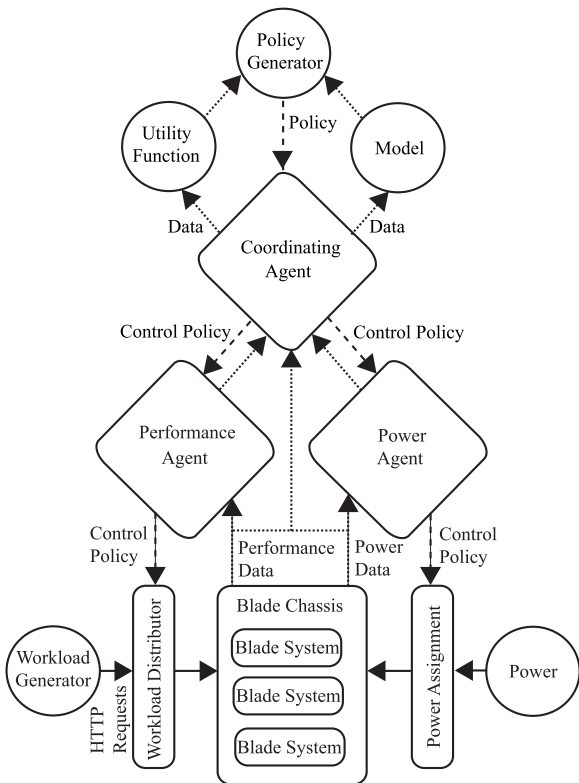 Policy
Generator
Policy
Utility
Function
Model
Data
Data
Coordinating
Agent
Control Policy
Control Policy
Performance
Agent
Power
Agent
Control
Policy
Performance
Data
Power
Data
Control
Policy
Blade Chassis
Workload
Generator
HTTP
Requests
Workload Distributor
Blade System
Blade System
Blade System
Power Assignment
Power